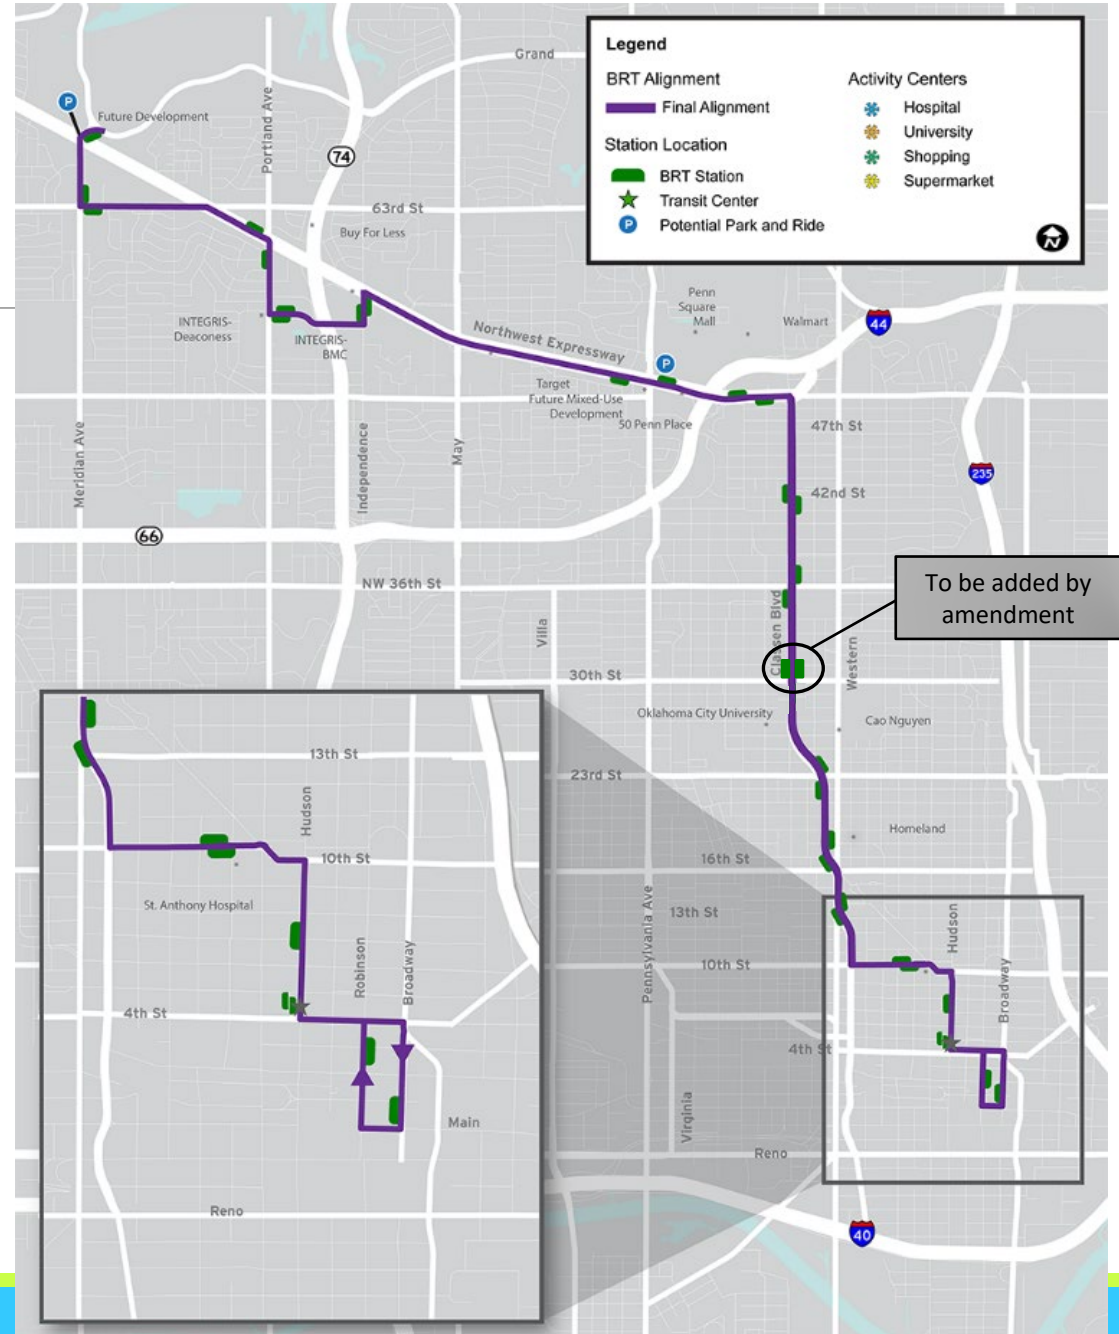 Legend
BRT Alignment
Final Alignment
Station Location
BRT Station
Transit Center
P
Potential Park and Ride
Activity Centers
Hospital
University
Shopping
Supermarket
N
Grand
P
Future Development
Portland Ave
74
63rd St
Buy For Less
INTEGRIS-
Deaconess
INTEGRIS-
BMC
Northwest Expressway
Penn
Square
Mall
Walmart
44
P
Target
Future Mixed-Use
Development
50 Penn Place
47th St
Meridian Ave
Independence
May
42nd St
235
66
NW 36th St
To be added by
amendment
Villa
Classen Blvd
Western
30th St
Oklahoma City University
Cao Nguyen
23rd St
Homeland
16th St
Pennsylvania Ave
13th St
Hudson
10th St
Broadway
4th St
Virginia
Reno
40
13th St
Hudson
10th St
St. Anthony Hospital
Robinson
Broadway
4th St
Main
Reno